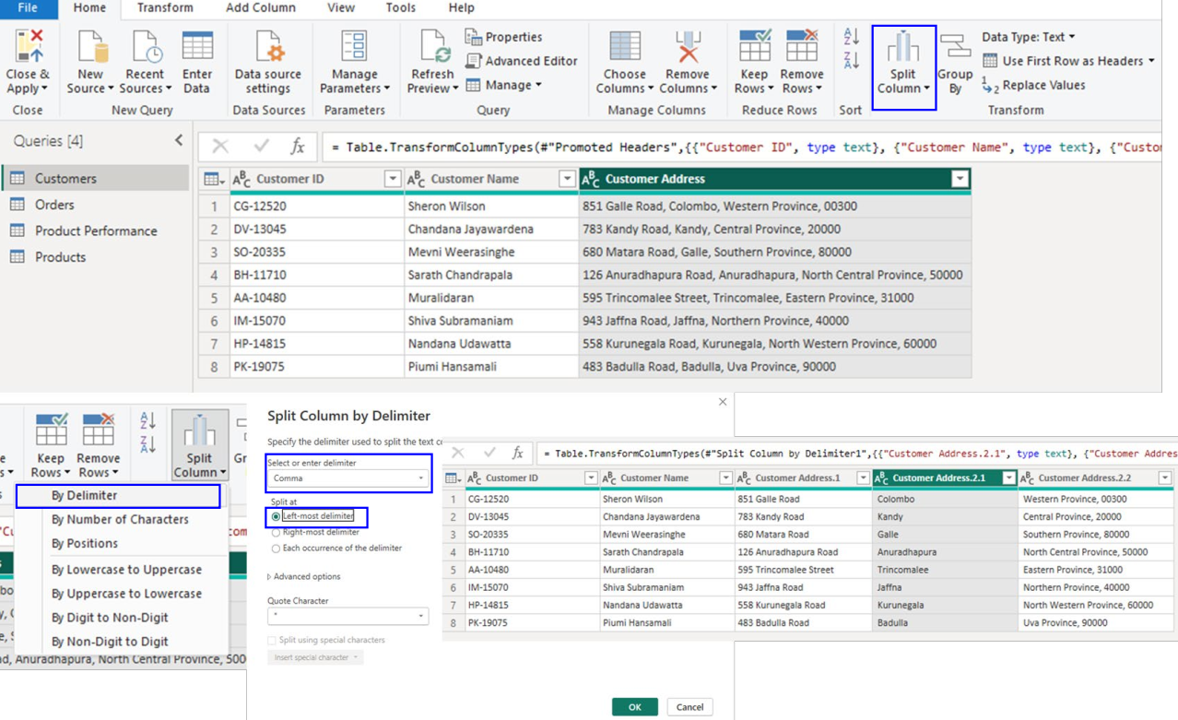 File Home Transform Add Column View Tools Help
Close & Apply New Source Recent Sources Enter Data Data source settings Manage Parameters Refresh Preview Properties Advanced Editor Manage Choose Columns Remove Columns Keep Rows Remove Rows Split Column Group By Data Type: Text Use First Row as Headers Replace Values
Close New Query Data Sources Parameters Query Manage Columns Reduce Rows Sort Transform
Queries [4]
Customers
Orders
Product Performance
Products
fx = Table.TransformColumnTypes(#"Promoted Headers",{{"Customer ID", type text}, {"Customer Name", type text}, {"Custom
Customer ID Customer Name Customer Address
1 CG-12520 Sheron Wilson 851 Galle Road, Colombo, Western Province, 00300
2 DV-13045 Chandana Jayawardena 783 Kandy Road, Kandy, Central Province, 20000
3 SO-20335 Mevni Weerasinghe 680 Matara Road, Galle, Southern Province, 80000
4 BH-11710 Sarath Chandrapala 126 Anuradhapura Road, Anuradhapura, North Central Province, 50000
5 AA-10480 Muralidaran 595 Trincomalee Street, Trincomalee, Eastern Province, 31000
6 IM-15070 Shiva Subramaniam 943 Jaffna Road, Jaffna, Northern Province, 40000
7 HP-14815 Nandana Udawatta 558 Kurunegala Road, Kurunegala, North Western Province, 60000
8 PK-19075 Piumi Hansamali 483 Badulla Road, Badulla, Uva Province, 90000
Keep Rows Remove Rows Split Column
By Delimiter
By Number of Characters
By Positions
By Lowercase to Uppercase
By Uppercase to Lowercase
By Digit to Non-Digit
By Non-Digit to Digit
Anuradhapura, North Central Province, 500
Split Column by Delimiter
Specify the delimiter used to split the text
Select or enter delimiter
Comma
Split at
Left-most delimiter
Right-most delimiter
Each occurrence of the delimiter
Advanced options
Quote Character
"
Split using special characters
Insert special character
OK Cancel
fx = Table.TransformColumnTypes(#"Split Column by Delimiter1",{{"Customer Address.2.1", type text}, {"Customer Addres
Customer ID Customer Name Customer Address.1 Customer Address.2.1 Customer Address.2.2
1 CG-12520 Sheron Wilson 851 Galle Road Colombo Western Province, 00300
2 DV-13045 Chandana Jayawardena 783 Kandy Road Kandy Central Province, 20000
3 SO-20335 Mevni Weerasinghe 680 Matara Road Galle Southern Province, 80000
4 BH-11710 Sarath Chandrapala 126 Anuradhapura Road Anuradhapura North Central Province, 50000
5 AA-10480 Muralidaran 595 Trincomalee Street Trincomalee Eastern Province, 31000
6 IM-15070 Shiva Subramaniam 943 Jaffna Road Jaffna Northern Province, 40000
7 HP-14815 Nandana Udawatta 558 Kurunegala Road Kurunegala North Western Province, 60000
8 PK-19075 Piumi Hansamali 483 Badulla Road Badulla Uva Province, 90000